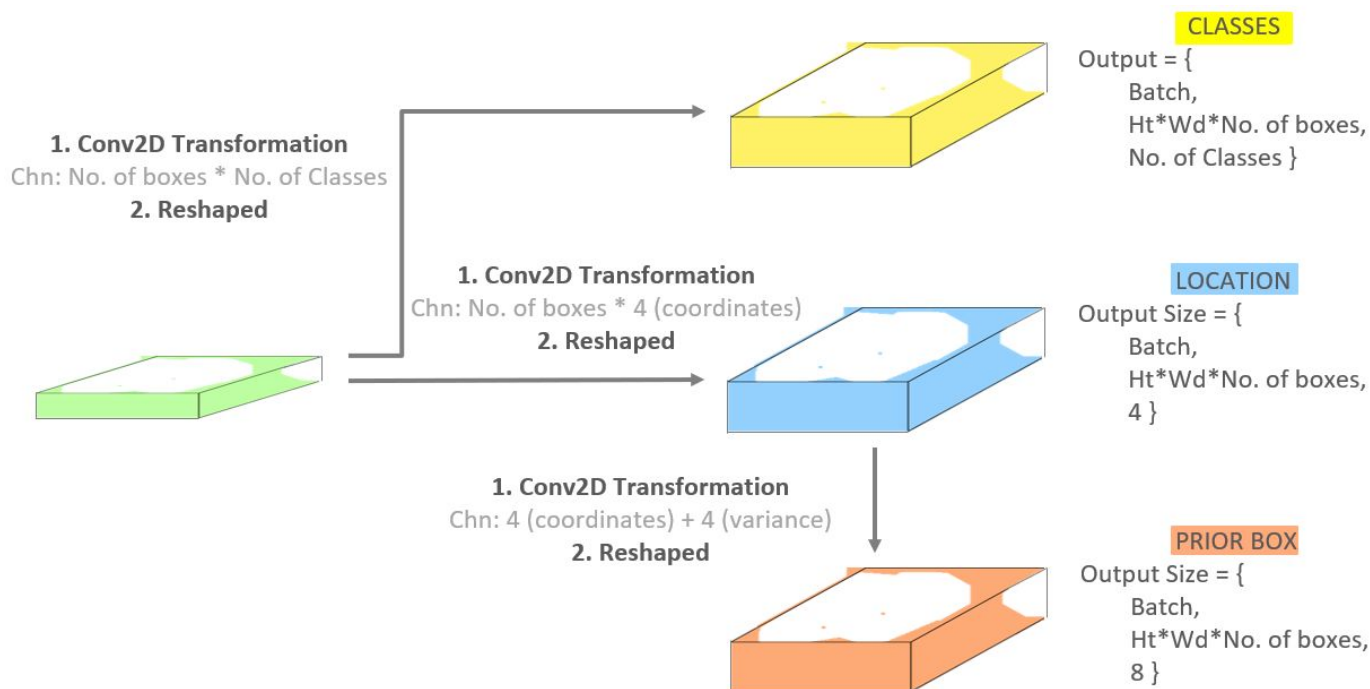 CLASSES
Output = {
Batch,
Ht*Wd*No. of boxes,
No. of Classes }
1. Conv2D Transformation
Chn: No. of boxes * No. of Classes
2. Reshaped
1. Conv2D Transformation
Chn: No. of boxes * 4 (coordinates)
2. Reshaped
LOCATION
Output Size = {
Batch,
Ht*Wd*No. of boxes,
4 }
1. Conv2D Transformation
Chn: 4 (coordinates) + 4 (variance)
2. Reshaped
PRIOR BOX
Output Size = {
Batch,
Ht*Wd*No. of boxes,
8 }